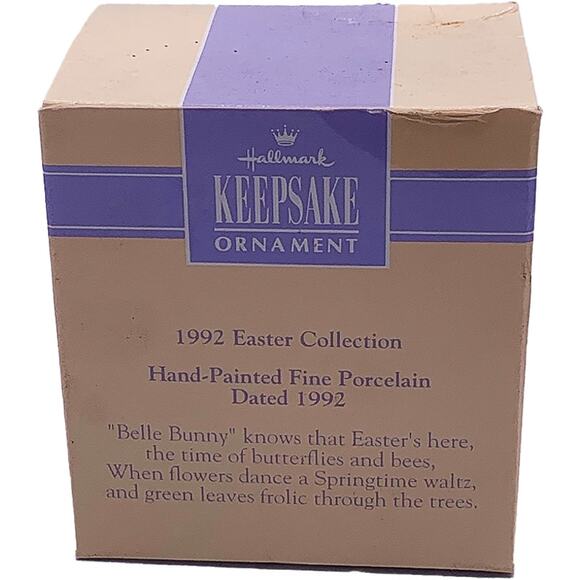 Hallmark
KEEPSAKE
ORNAMENT
1992 Easter Collection
Hand-Painted Fine Porcelain
Dated 1992
"Belle Bunny" knows that Easter's here,
the time of butterflies and bees,
When flowers dance a Springtime waltz,
and green leaves frolic through the trees.